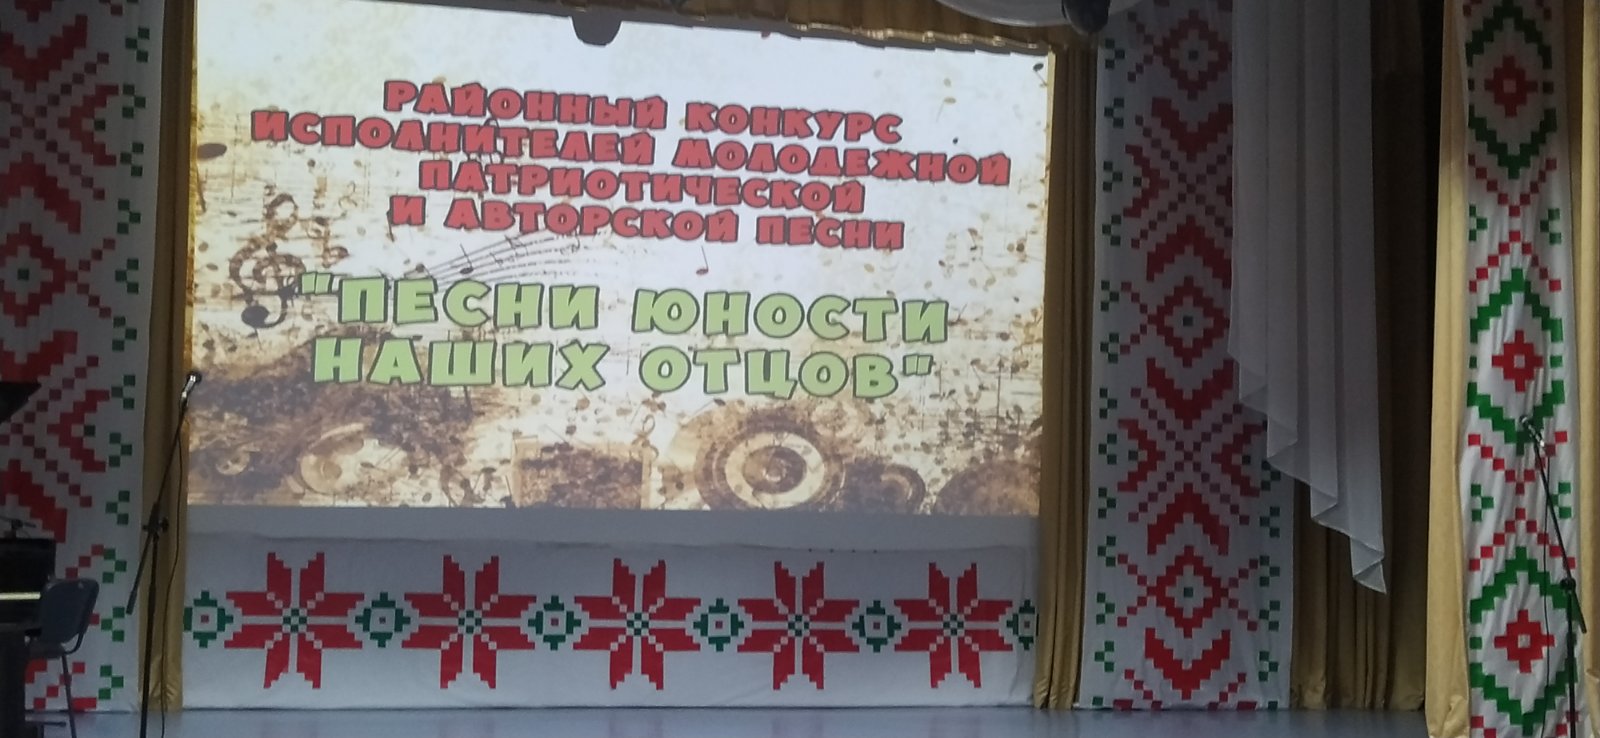 РАЙОННЫЙ КОНКУРС
ИСПОЛНИТЕЛЕЙ МОЛОДЕЖНОЙ
ПАТРИОТИЧЕСКОЙ
И АВТОРСКОЙ ПЕСНИ
"ПЕСНИ ЮНОСТИ
НАШИХ ОТЦОВ"